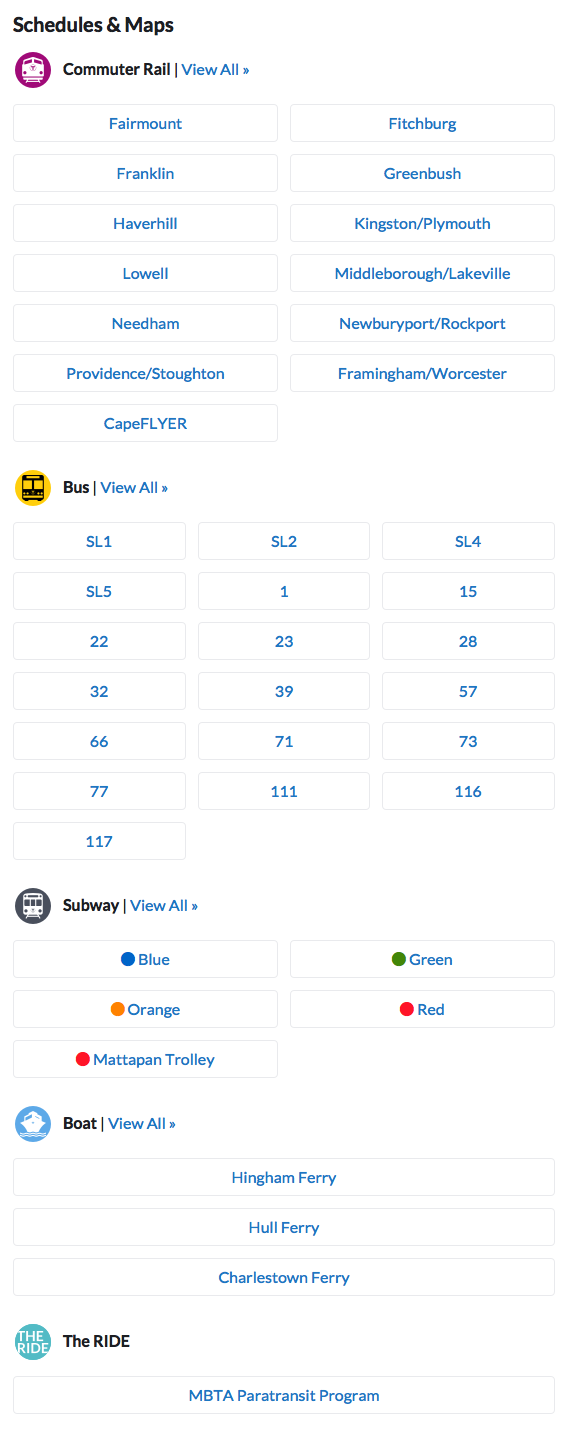 Schedules & Maps
Commuter Rail | View All »
Fairmount Fitchburg
Franklin Greenbush
Haverhill Kingston/Plymouth
Lowell Middleborough/Lakeville
Needham Newburyport/Rockport
Providence/Stoughton Framingham/Worcester
CapeFLYER
Bus | View All »
SL1 SL2 SL4
SL5 1 15
22 23 28
32 39 57
66 71 73
77 111 116
117
Subway | View All »
Blue Green
Orange Red
Mattapan Trolley
Boat | View All »
Hingham Ferry
Hull Ferry
Charlestown Ferry
THE
RIDE
The RIDE
MBTA Paratransit Program